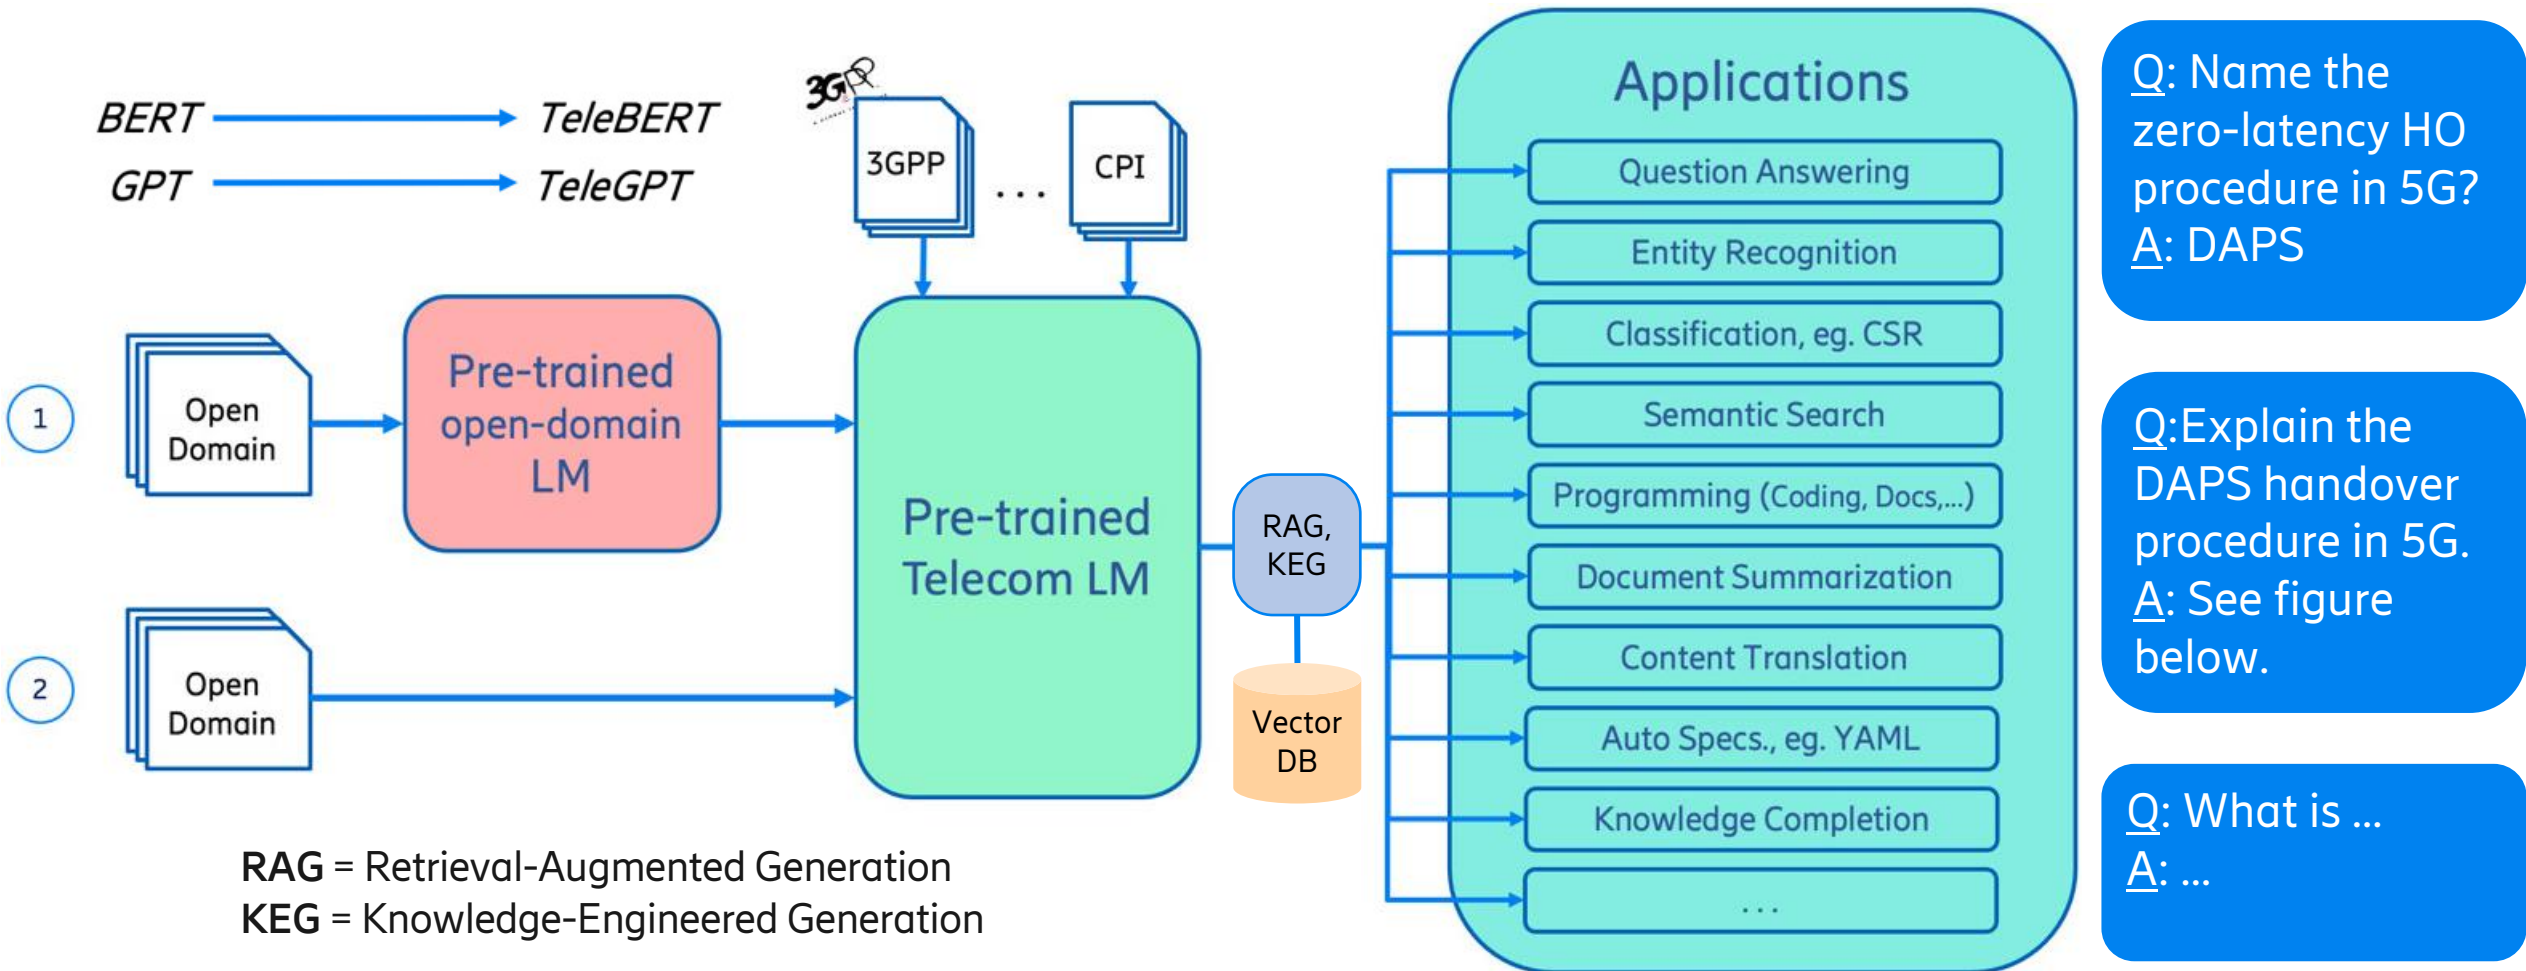 BERT
TeleBERT
GPT
TeleGPT
3GPP
3GPP
. . .
CPI
1
Open
Domain
Pre-trained
open-domain
LM
2
Open
Domain
Pre-trained
Telecom LM
RAG,
KEG
Vector
DB
RAG = Retrieval-Augmented Generation
KEG = Knowledge-Engineered Generation
Applications
Question Answering
Entity Recognition
Classification, eg. CSR
Semantic Search
Programming (Coding, Docs,...)
Document Summarization
Content Translation
Auto Specs., eg. YAML
Knowledge Completion
. . .
Q: Name the
zero-latency HO
procedure in 5G?
A: DAPS
Q:Explain the
DAPS handover
procedure in 5G.
A: See figure
below.
Q: What is ...
A: ...